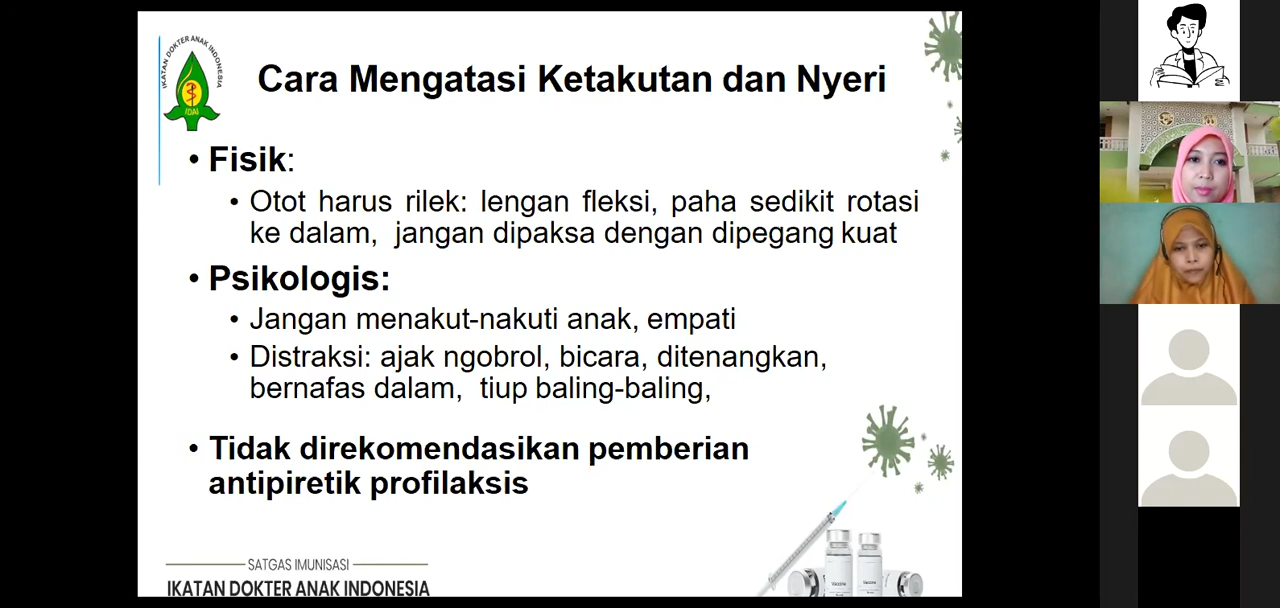 IKATAN DOKTER ANAK INDONESIA
IDAI
Cara Mengatasi Ketakutan dan Nyeri
• Fisik:
• Otot harus rilek: lengan fleksi, paha sedikit rotasi
ke dalam, jangan dipaksa dengan dipegang kuat
• Psikologis:
• Jangan menakut-nakuti anak, empati
• Distraksi: ajak ngobrol, bicara, ditenangkan,
bernafas dalam, tiup baling-baling,
• Tidak direkomendasikan pemberian
antipiretik profilaksis
SATGAS IMUNISASI
IKATAN DOKTER ANAK INDONESIA
Vaccine
Vaccine